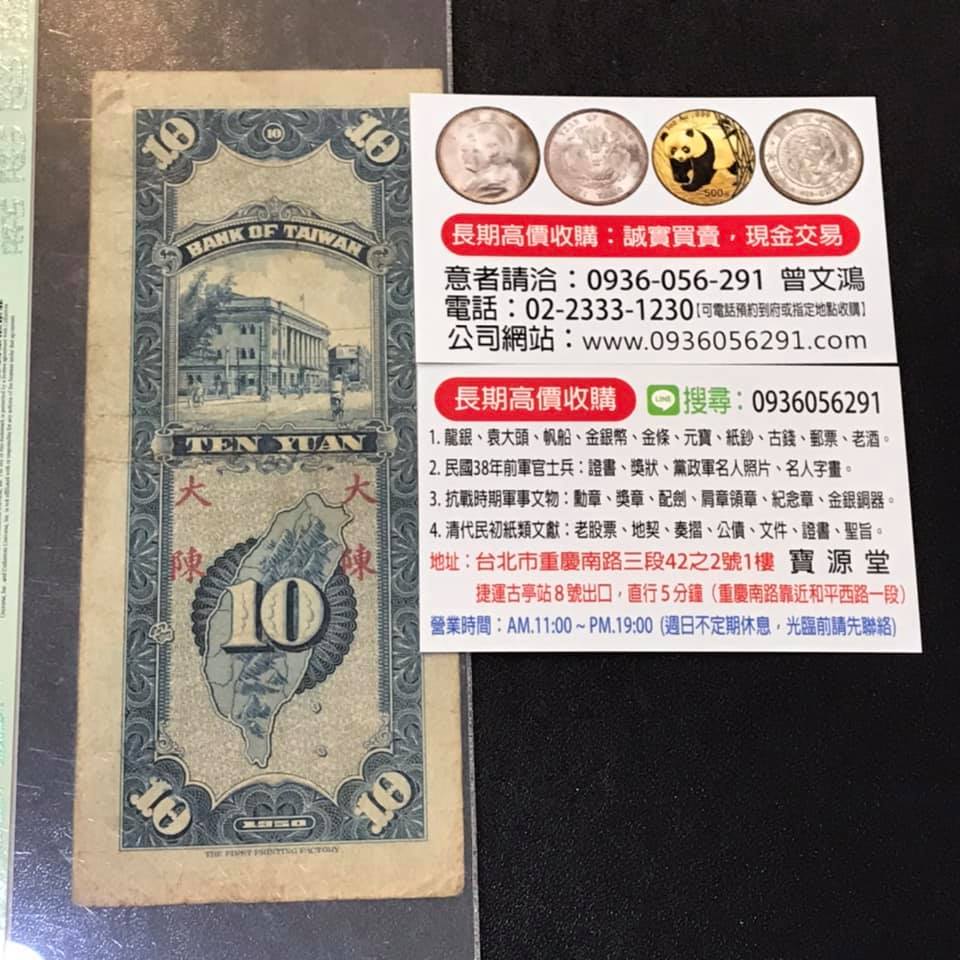 10
10
10
BANK OF TAIWAN
TEN YUAN
大
大
陳
陳
10
10
10
1950
THE FIRST PRINTING FACTORY
500元
長期高價收購：誠實買賣，現金交易
意者請洽：0936-056-291 曾文鴻
電話：02-2333-1230【可電話預約到府或指定地點收購】
公司網站：www.0936056291.com
長期高價收購 LINE 搜尋：0936056291
1. 龍銀、袁大頭、帆船、金銀幣、金條、元寶、紙鈔、古錢、郵票、老酒。
2. 民國38年前軍官士兵：證書、獎狀、黨政軍名人照片、名人字畫。
3. 抗戰時期軍事文物：勳章、獎章、配劍、肩章領章、紀念章、金銀銅器。
4. 清代民初紙類文獻：老股票、地契、奏摺、公債、文件、證書、聖旨。
地址：台北市重慶南路三段42之2號1樓 寶源堂
捷運古亭站8號出口，直行5分鐘（重慶南路靠近和平西路一段）
營業時間：AM.11:00 ~ PM.19:00 (週日不定期休息，光臨前請先聯絡)